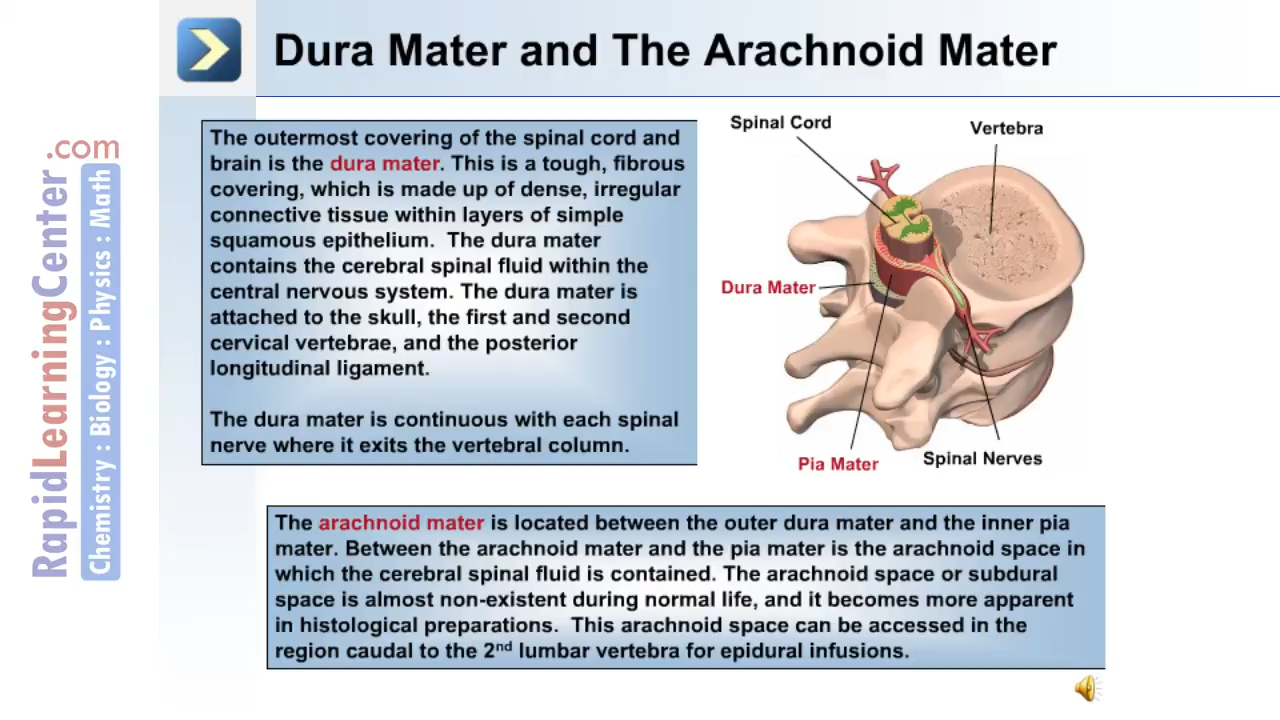 Dura Mater and The Arachnoid Mater
RapidLearningCenter.com
Chemistry : Biology : Physics : Math
The outermost covering of the spinal cord and
brain is the dura mater. This is a tough, fibrous
covering, which is made up of dense, irregular
connective tissue within layers of simple
squamous epithelium. The dura mater
contains the cerebral spinal fluid within the
central nervous system. The dura mater is
attached to the skull, the first and second
cervical vertebrae, and the posterior
longitudinal ligament.
The dura mater is continuous with each spinal
nerve where it exits the vertebral column.
Spinal Cord
Vertebra
Dura Mater
Pia Mater
Spinal Nerves
The arachnoid mater is located between the outer dura mater and the inner pia
mater. Between the arachnoid mater and the pia mater is the arachnoid space in
which the cerebral spinal fluid is contained. The arachnoid space or subdural
space is almost non-existent during normal life, and it becomes more apparent
in histological preparations. This arachnoid space can be accessed in the
region caudal to the 2nd lumbar vertebra for epidural infusions.